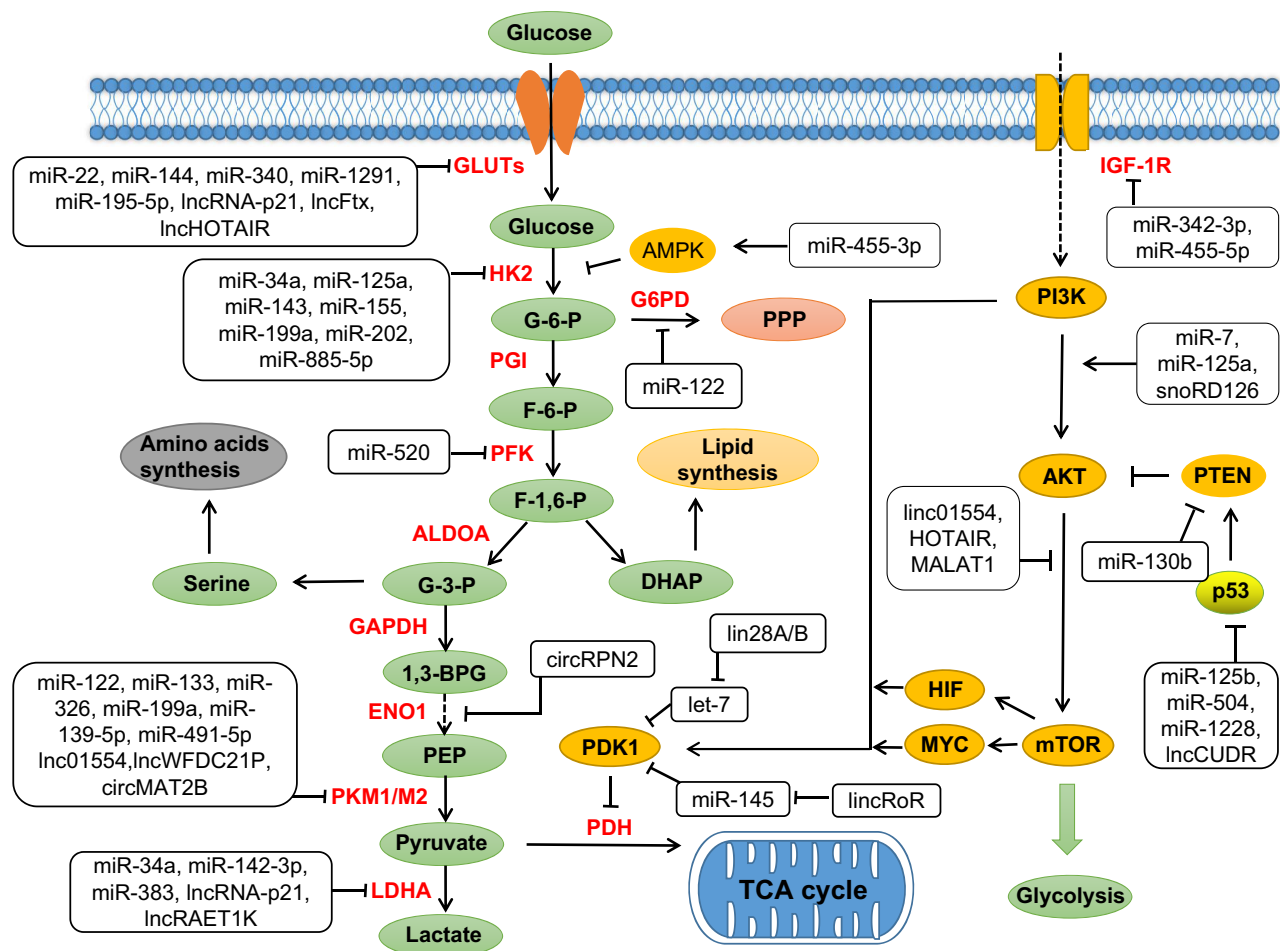 Glucose
GLUTs
miR-22, miR-144, miR-340, miR-1291,
miR-195-5p, lncRNA-p21, lncFtx,
lncHOTAIR
IGF-1R
miR-342-3p,
miR-455-5p
Glucose
AMPK
miR-455-3p
HK2
miR-34a, miR-125a,
miR-143, miR-155,
miR-199a, miR-202,
miR-885-5p
G6PD
G-6-P
PPP
PI3K
PGI
miR-122
miR-7,
miR-125a,
snoRD126
F-6-P
Amino acids
synthesis
miR-520
PFK
Lipid
synthesis
AKT
PTEN
F-1,6-P
linc01554,
HOTAIR,
MALAT1
ALDOA
miR-130b
Serine
G-3-P
DHAP
p53
GAPDH
lin28A/B
circRPN2
1,3-BPG
miR-122, miR-133, miR-
326, miR-199a, miR-
139-5p, miR-491-5p
lnc01554,lncWFDC21P,
circMAT2B
ENO1
let-7
HIF
miR-125b,
miR-504,
miR-1228,
lncCUDR
PEP
PDK1
MYC
mTOR
PKM1/M2
miR-145
lincRoR
PDH
Pyruvate
miR-34a, miR-142-3p,
miR-383, lncRNA-p21,
lncRAET1K
LDHA
TCA cycle
Glycolysis
Lactate